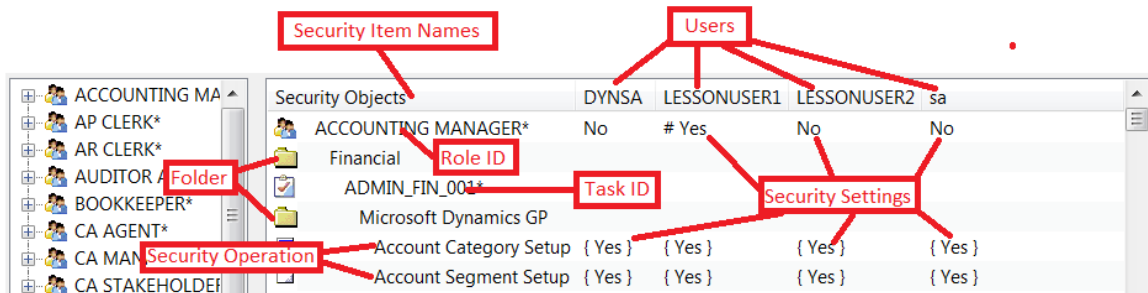 Security Item Names
Users
ACCOUNTING MA
AP CLERK*
AR CLERK*
AUDITOR A
BOOKKEEPER*
CA AGENT*
CA MAN
CA STAKEHOLDER
Folder
Security Operation
Security Objects DYNSA LESSONUSER1 LESSONUSER2 sa
ACCOUNTING MANAGER* No # Yes No No
Financial
Role ID
ADMIN_FIN_001*
Task ID
Security Settings
Microsoft Dynamics GP
Account Category Setup { Yes } { Yes } { Yes } { Yes }
Account Segment Setup { Yes } { Yes } { Yes } { Yes }